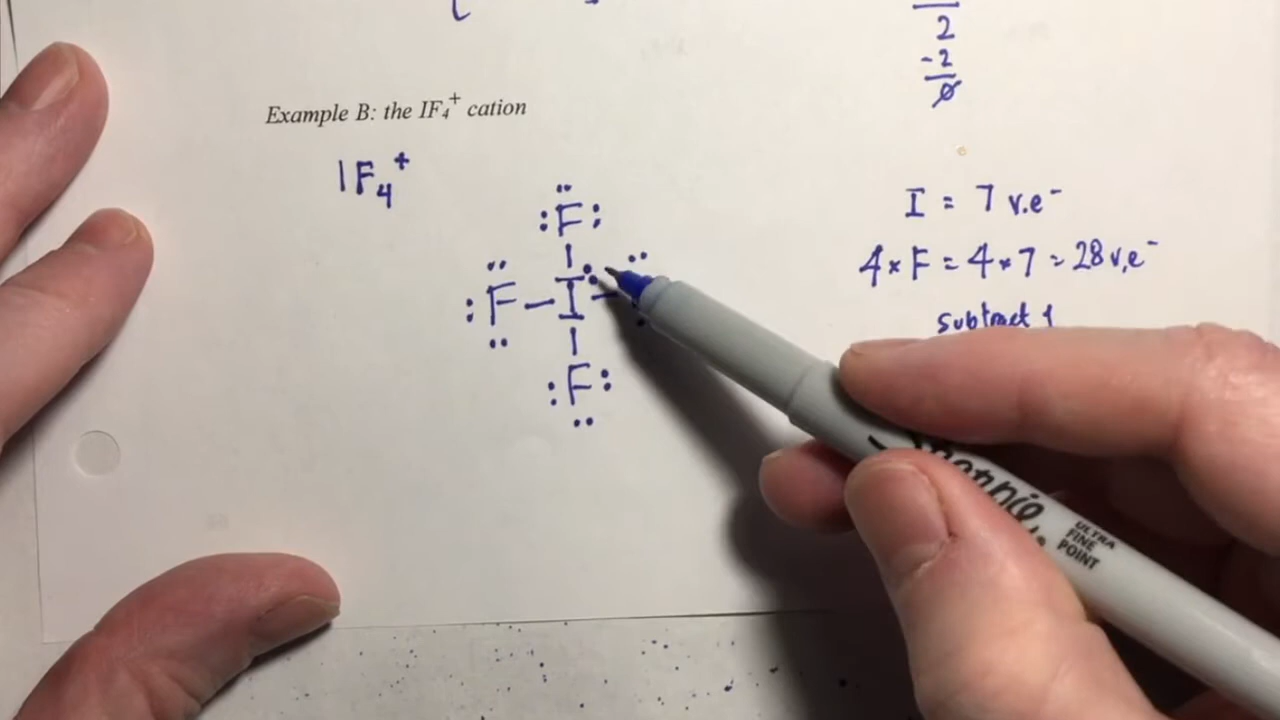 2
-2
0
Example B: the IF₄⁺ cation
IF₄⁺
I = 7 v.e⁻
4 × F = 4 × 7 = 28 v.e⁻
subtract 1
:F:
:F–I–
:F:
Sharpie
ULTRA
FINE
POINT